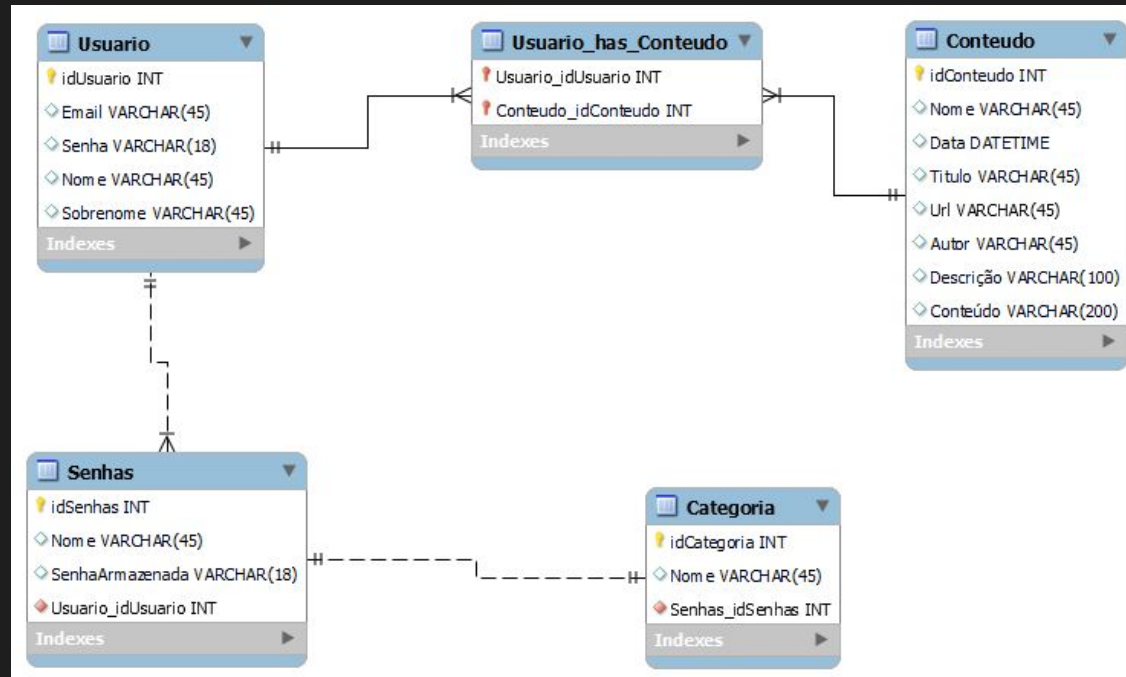 Usuario
idUsuario INT
Email VARCHAR(45)
Senha VARCHAR(18)
Nome VARCHAR(45)
Sobrenome VARCHAR(45)
Indexes
Usuario_has_Conteudo
Usuario_idUsuario INT
Conteudo_idConteudo INT
Indexes
Conteudo
idConteudo INT
Nome VARCHAR(45)
Data DATETIME
Titulo VARCHAR(45)
Url VARCHAR(45)
Autor VARCHAR(45)
Descrição VARCHAR(100)
Conteúdo VARCHAR(200)
Indexes
Senhas
idSenhas INT
Nome VARCHAR(45)
SenhaArmazenada VARCHAR(18)
Usuario_idUsuario INT
Indexes
Categoria
idCategoria INT
Nome VARCHAR(45)
Senhas_idSenhas INT
Indexes